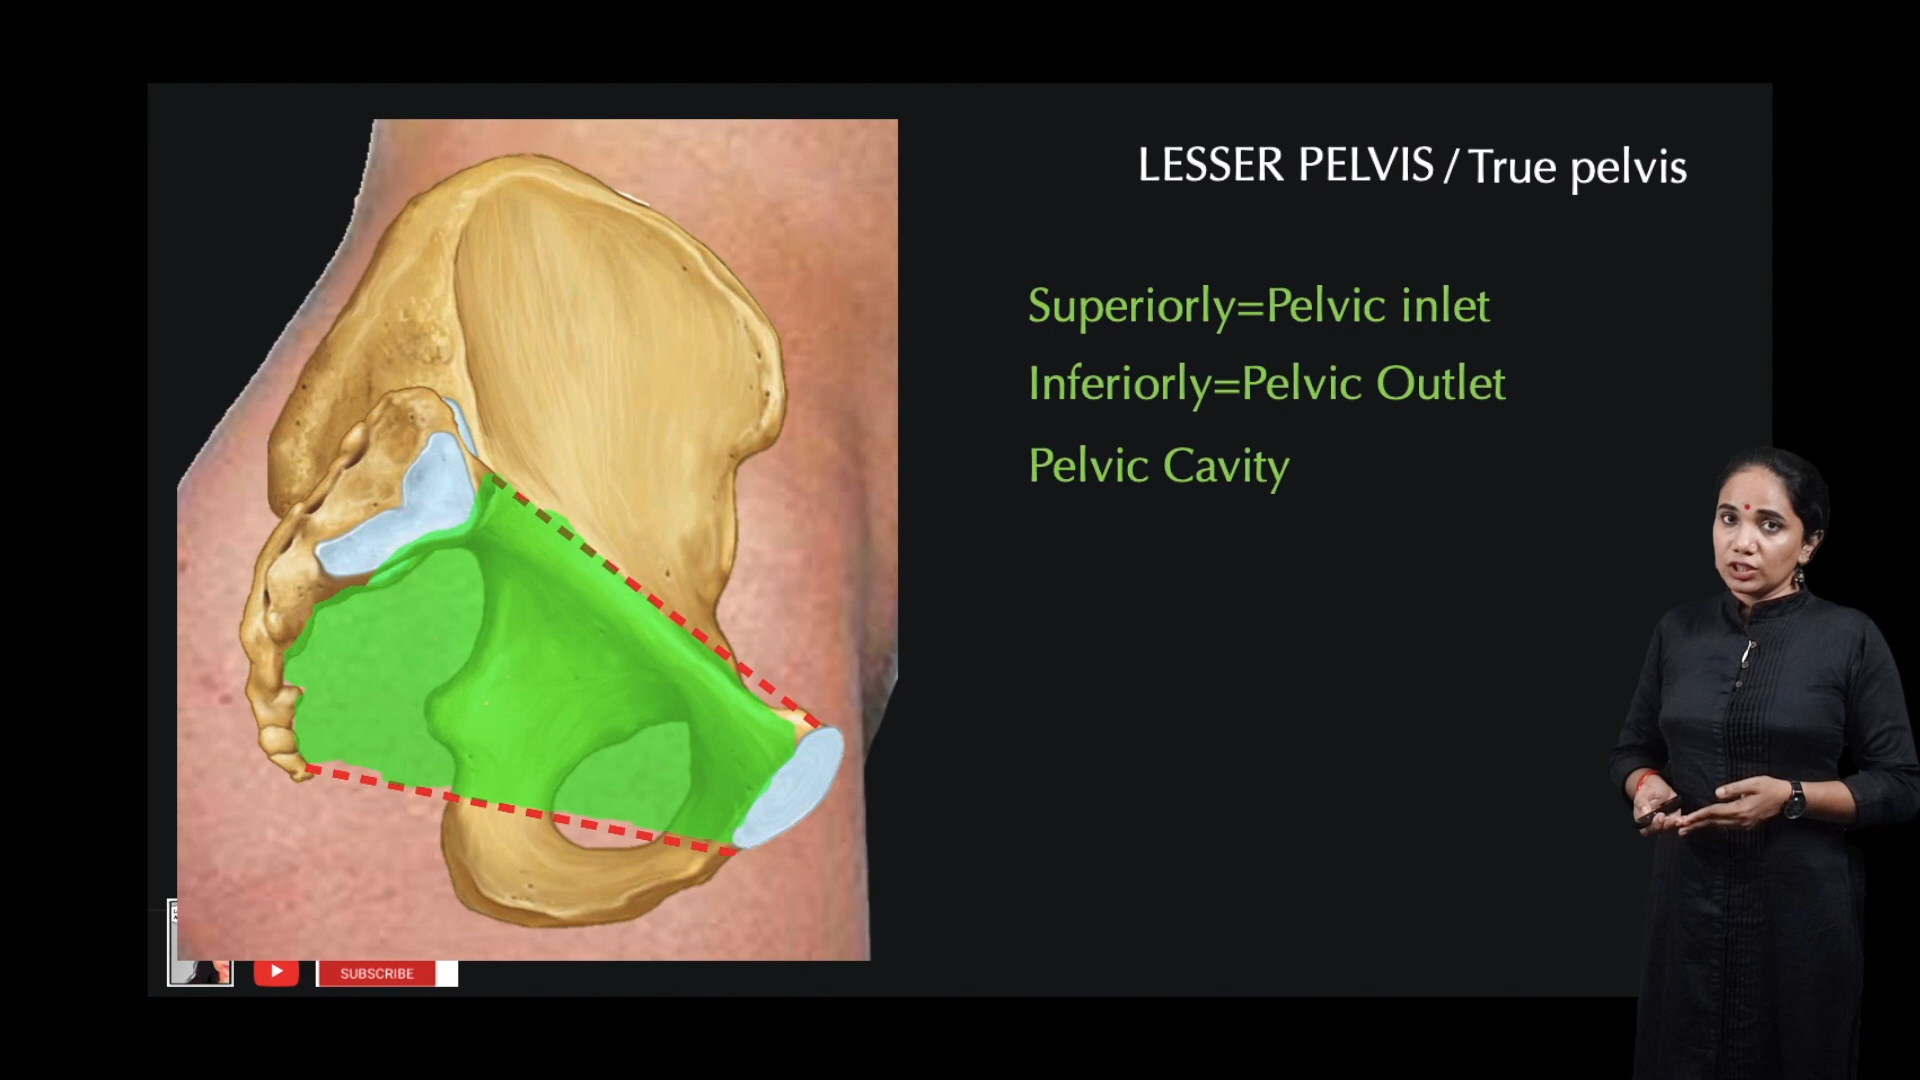 LESSER PELVIS / True pelvis
Superiorly=Pelvic inlet
Inferiorly=Pelvic Outlet
Pelvic Cavity
SUBSCRIBE